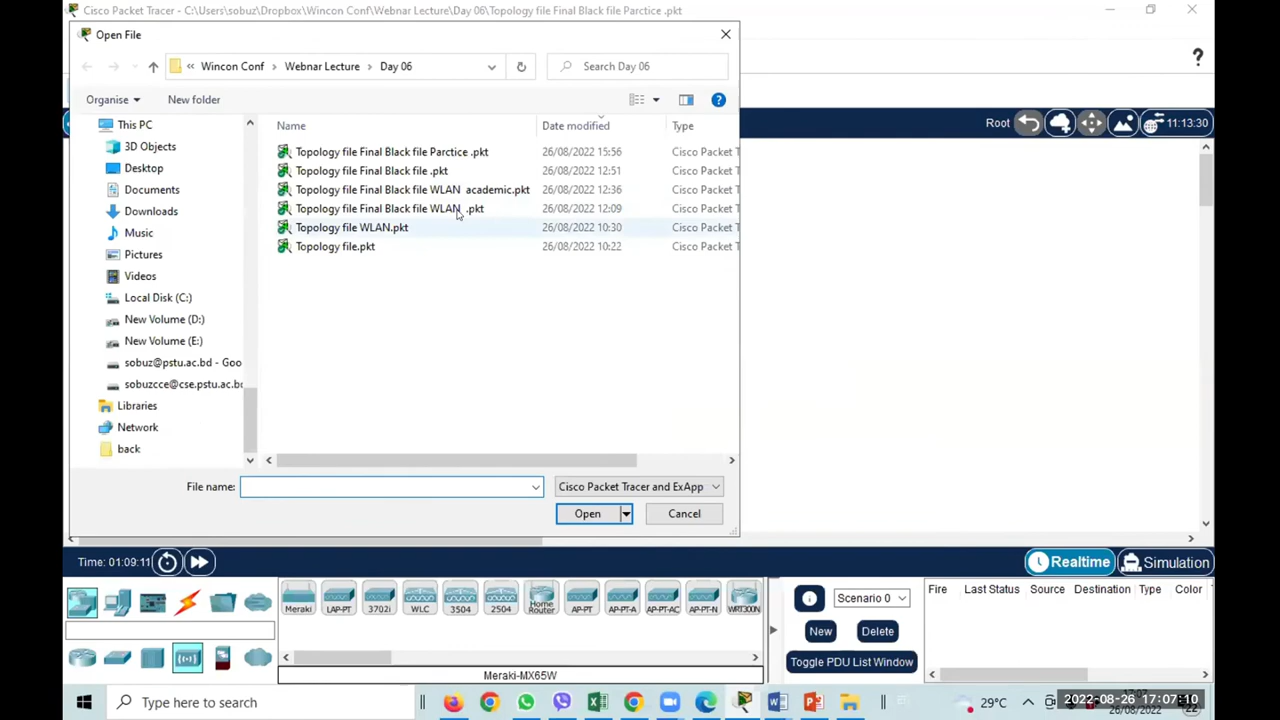 Cisco Packet Tracer - C:\Users\sobuz\Dropbox\Wincon Conf\Webnar Lecture\Day 06\Topology file Final Black file Parctice .pkt
Open File
Wincon Conf > Webnar Lecture > Day 06
Search Day 06
Organise
New folder
Root
11:13:30
Name Date modified Type
Topology file Final Black file Parctice .pkt 26/08/2022 15:56 Cisco Packet T
Topology file Final Black file .pkt 26/08/2022 12:51 Cisco Packet T
Topology file Final Black file WLAN academic.pkt 26/08/2022 12:36 Cisco Packet T
Topology file Final Black file WLAN .pkt 26/08/2022 12:09 Cisco Packet T
Topology file WLAN.pkt 26/08/2022 10:30 Cisco Packet T
Topology file.pkt 26/08/2022 10:22 Cisco Packet T
This PC
3D Objects
Desktop
Documents
Downloads
Music
Pictures
Videos
Local Disk (C:)
New Volume (D:)
New Volume (E:)
sobuz@pstu.ac.bd - Goo
sobuzcce@cse.pstu.ac.bd
Libraries
Network
back
File name:
Cisco Packet Tracer and ExApp
Open
Cancel
Time: 01:09:11
Realtime
Simulation
Meraki LAP-PT 3702i WLC 3504 2504 Home Router AP-PT AP-PT-A AP-PT-AC AP-PT-N WRT300N
Meraki-MX65W
Scenario 0
New
Delete
Toggle PDU List Window
Fire Last Status Source Destination Type Color
Type here to search
29°C
2022-08-26 17:07:10
26/08/2022
22